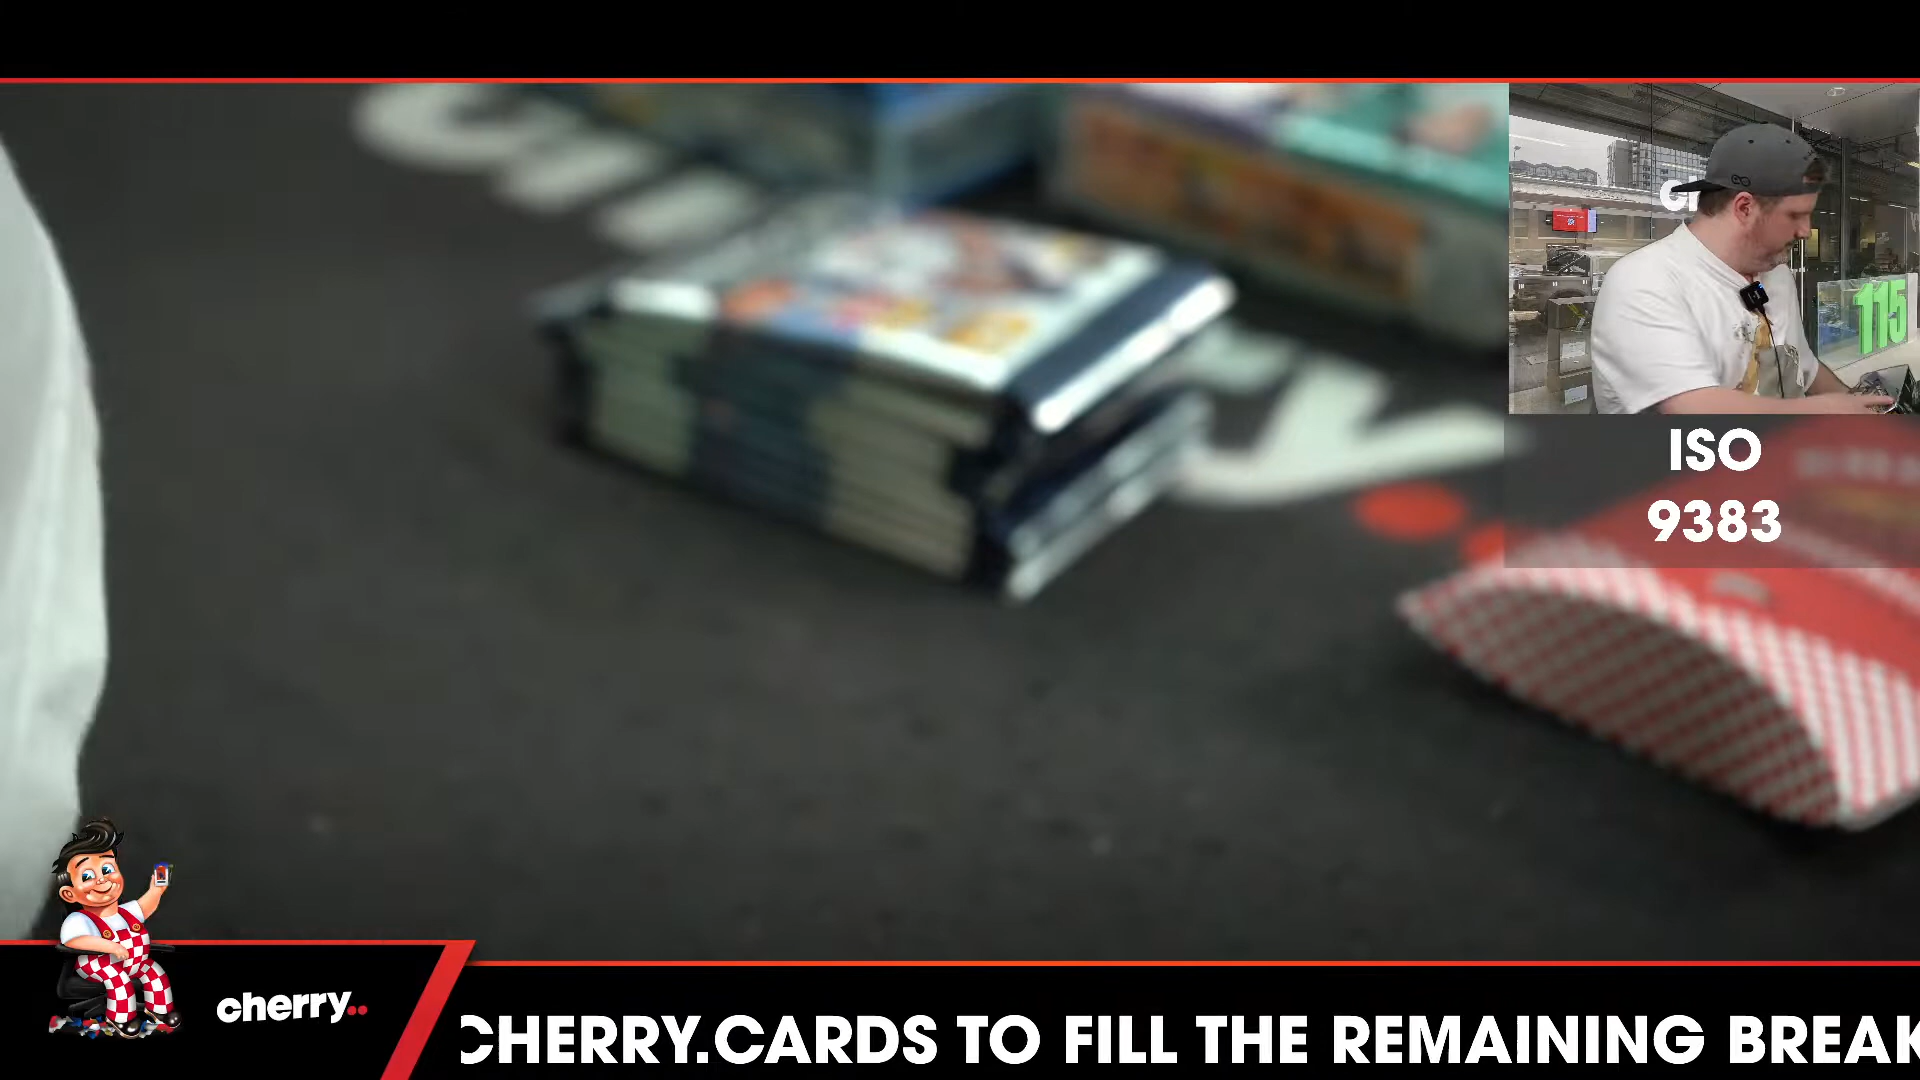 115
ISO
9383
cherry..
CHERRY.CARDS TO FILL THE REMAINING BREAK